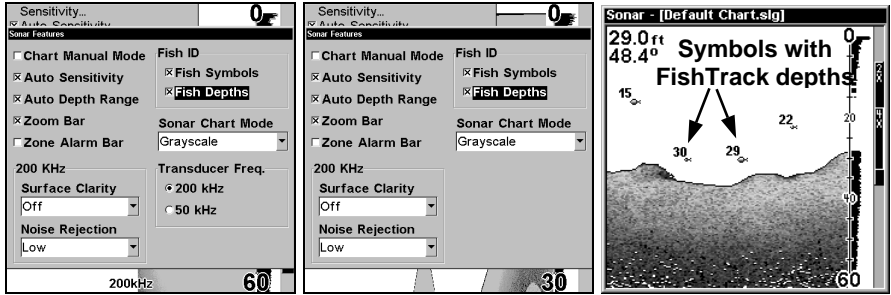 Sensitivity...
Auto Sensitivity
0
Sonar Features
Chart Manual Mode
Auto Sensitivity
Auto Depth Range
Zoom Bar
Zone Alarm Bar
Fish ID
Fish Symbols
Fish Depths
Sonar Chart Mode
Grayscale
200 KHz
Surface Clarity
Off
Noise Rejection
Low
Transducer Freq.
200 kHz
50 kHz
200kHz
60
Sensitivity...
Auto Sensitivity
0
Sonar Features
Chart Manual Mode
Auto Sensitivity
Auto Depth Range
Zoom Bar
Zone Alarm Bar
Fish ID
Fish Symbols
Fish Depths
Sonar Chart Mode
Grayscale
200 KHz
Surface Clarity
Off
Noise Rejection
Low
30
Sonar - [Default Chart.slg]
29.0 ft
48.4º
0
Symbols with
FishTrack depths
2X
4X
15
22
20
30
29
40
60